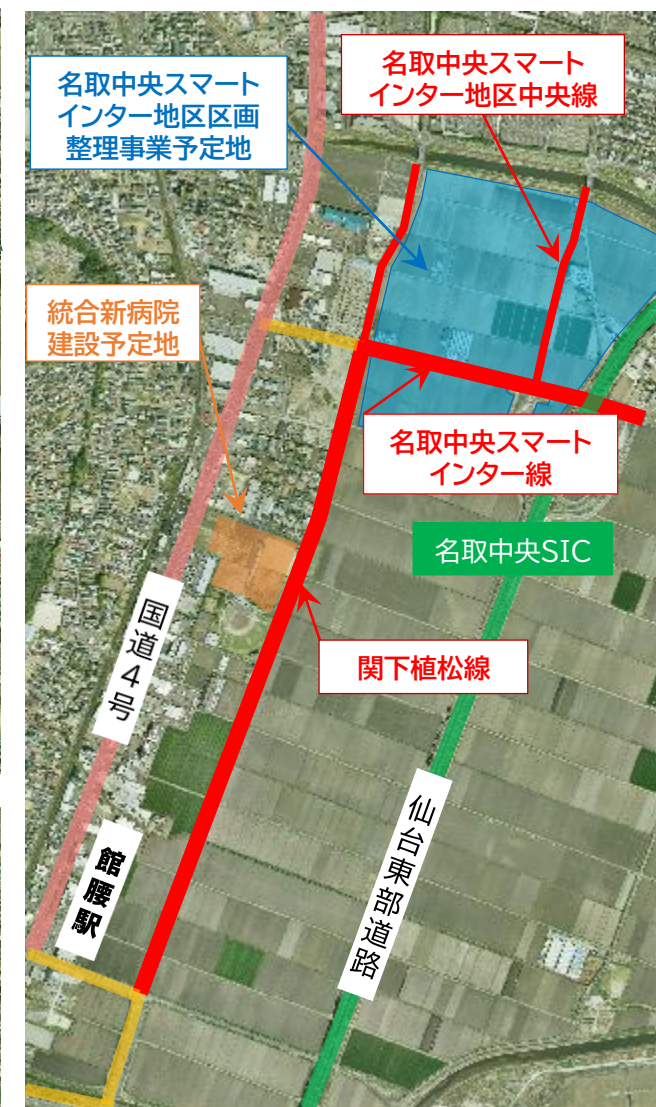 名取中央スマート
インター地区区画
整理事業予定地
名取中央スマート
インター地区中央線
統合新病院
建設予定地
名取中央スマート
インター線
名取中央SIC
国道4号
関下植松線
仙台東部道路
館腰駅